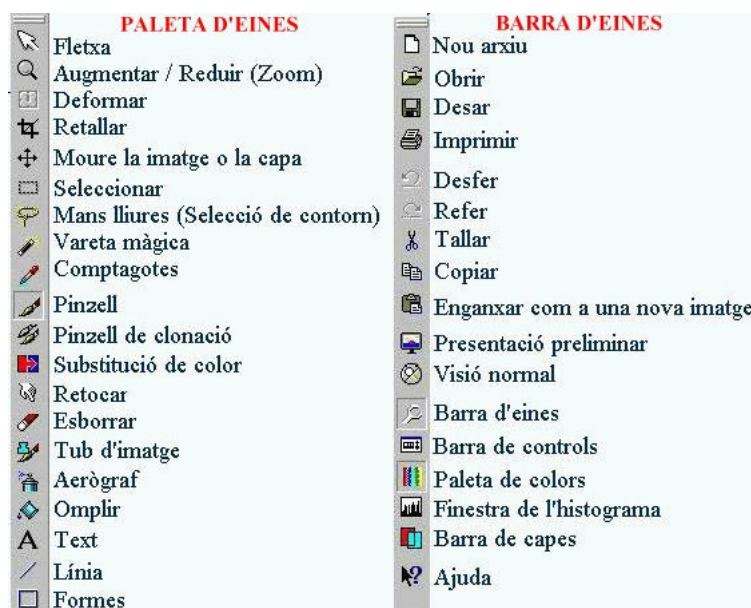 PALETA D'EINES
Fletxa
Augmentar / Reduir (Zoom)
Deformar
Retallar
Moure la imatge o la capa
Seleccionar
Mans lliures (Selecció de contorn)
Vareta màgica
Comptagotes
Pinzell
Pinzell de clonació
Substitució de color
Retocar
Esborrar
Tub d'imatge
Aerògraf
Omplir
A Text
Línia
Formes
BARRA D'EINES
Nou arxiu
Obrir
Desar
Imprimir
Desfer
Refer
Tallar
Copiar
Enganxar com a una nova imatge
Presentació preliminar
Visió normal
Barra d'eines
Barra de controls
Paleta de colors
Finestra de l'histograma
Barra de capes
Ajuda